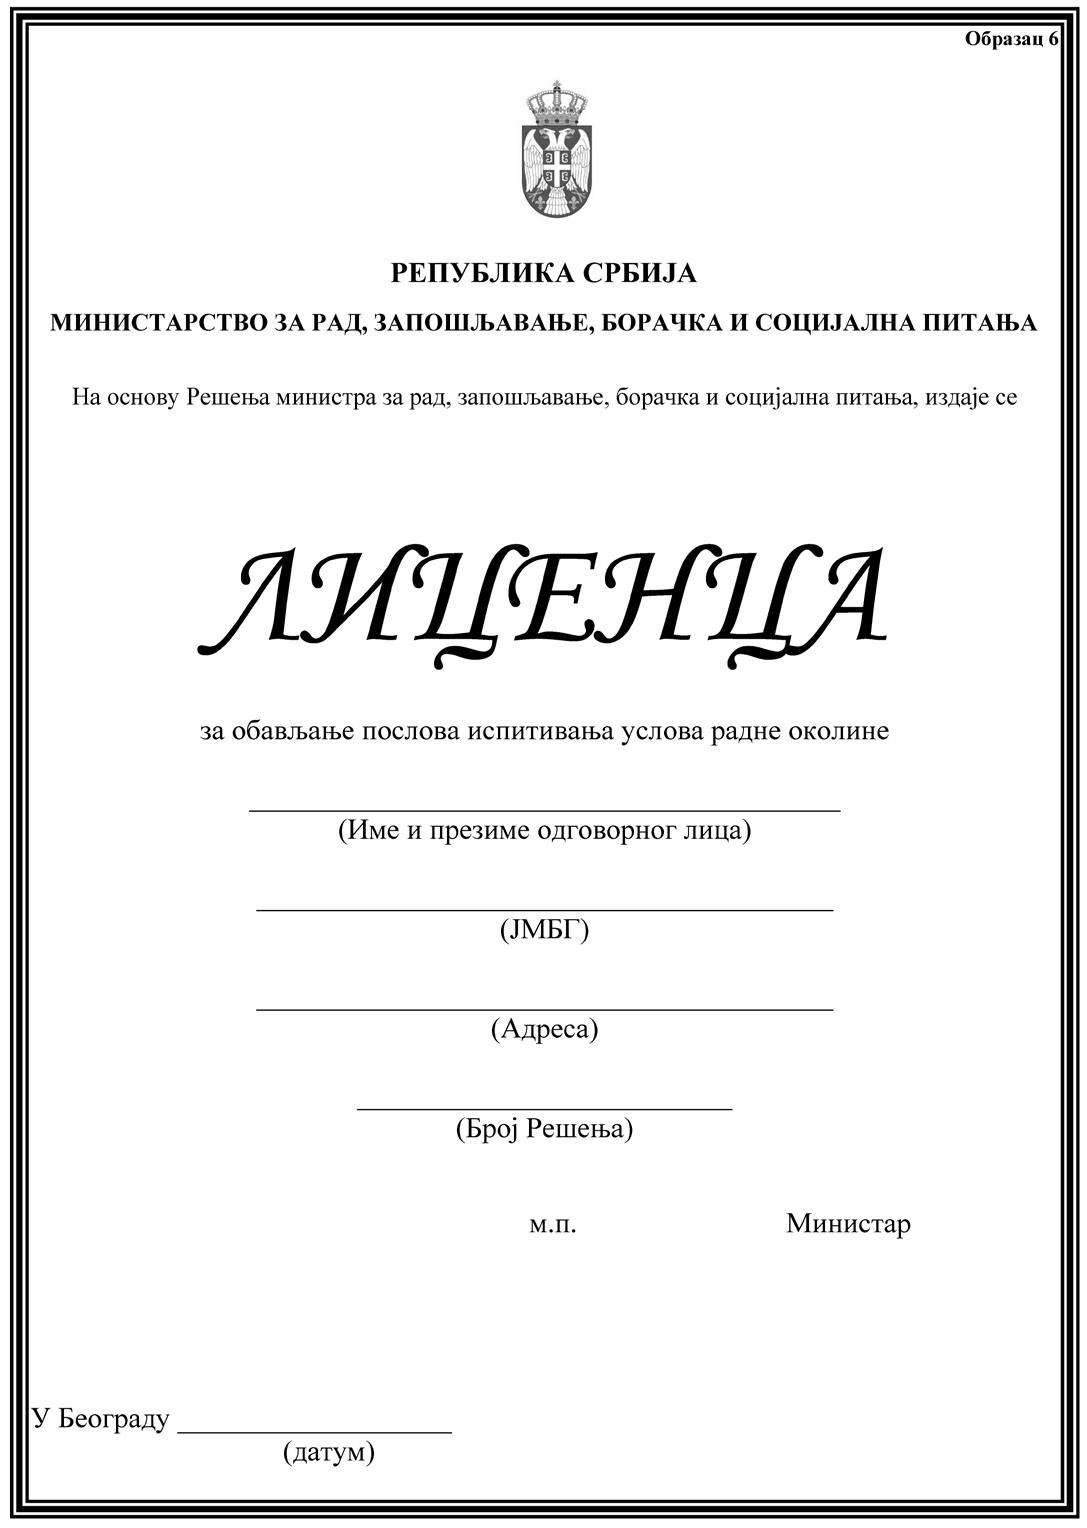 Образац 6
РЕПУБЛИКА СРБИЈА
МИНИСТАРСТВО ЗА РАД, ЗАПОШЉАВАЊЕ, БОРАЧКА И СОЦИЈАЛНА ПИТАЊА
На основу Решења министра за рад, запошљавање, борачка и социјална питања, издаје се
ЛИЦЕНЦА
за обављање послова испитивања услова радне околине
(Име и презиме одговорног лица)
(ЈМБГ)
(Адреса)
(Број Решења)
м.п. Министар
У Београду ____________________
(датум)